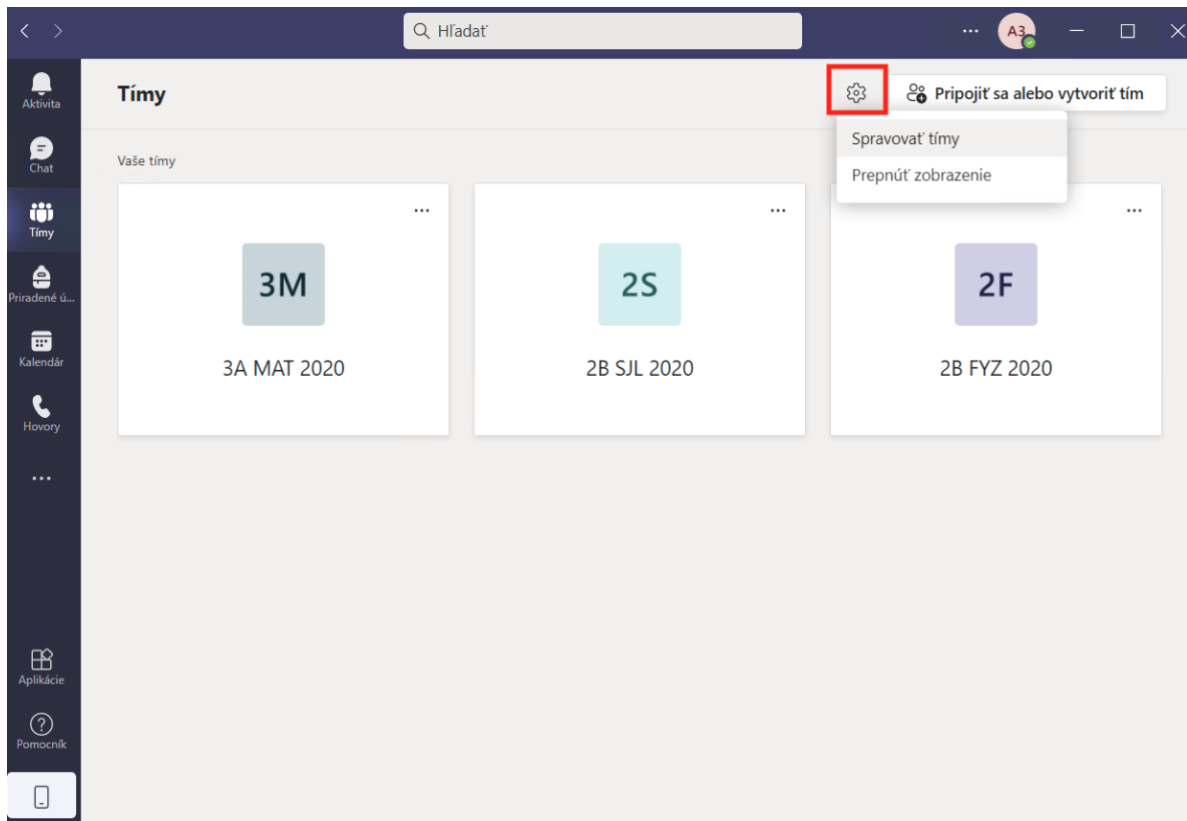 Hľadať
A3
Aktivita
Chat
Tímy
Priradené ú...
Kalendár
Hovory
Aplikácie
Pomocník
Tímy
Pripojiť sa alebo vytvoriť tím
Spravovať tímy
Prepnúť zobrazenie
Vaše tímy
3M
3A MAT 2020
2S
2B SJL 2020
2F
2B FYZ 2020